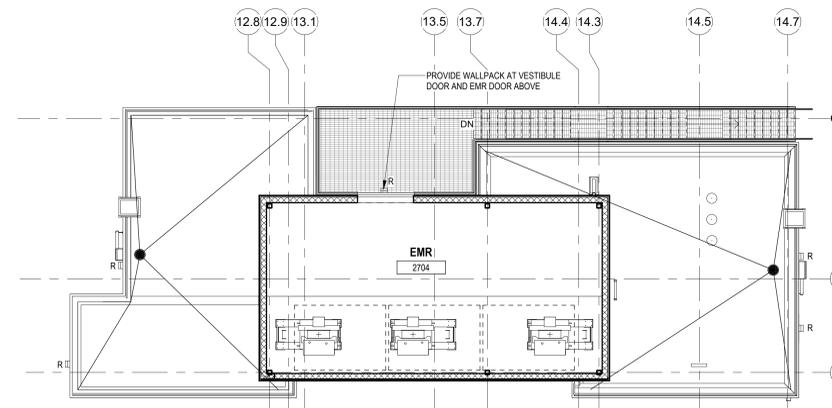 12.8
12.9
13.1
13.5
13.7
14.4
14.3
14.5
14.7
PROVIDE WALLPACK AT VESTIBULE
DOOR AND EMR DOOR ABOVE
DN
R
EMR
2704
R
R
R
R